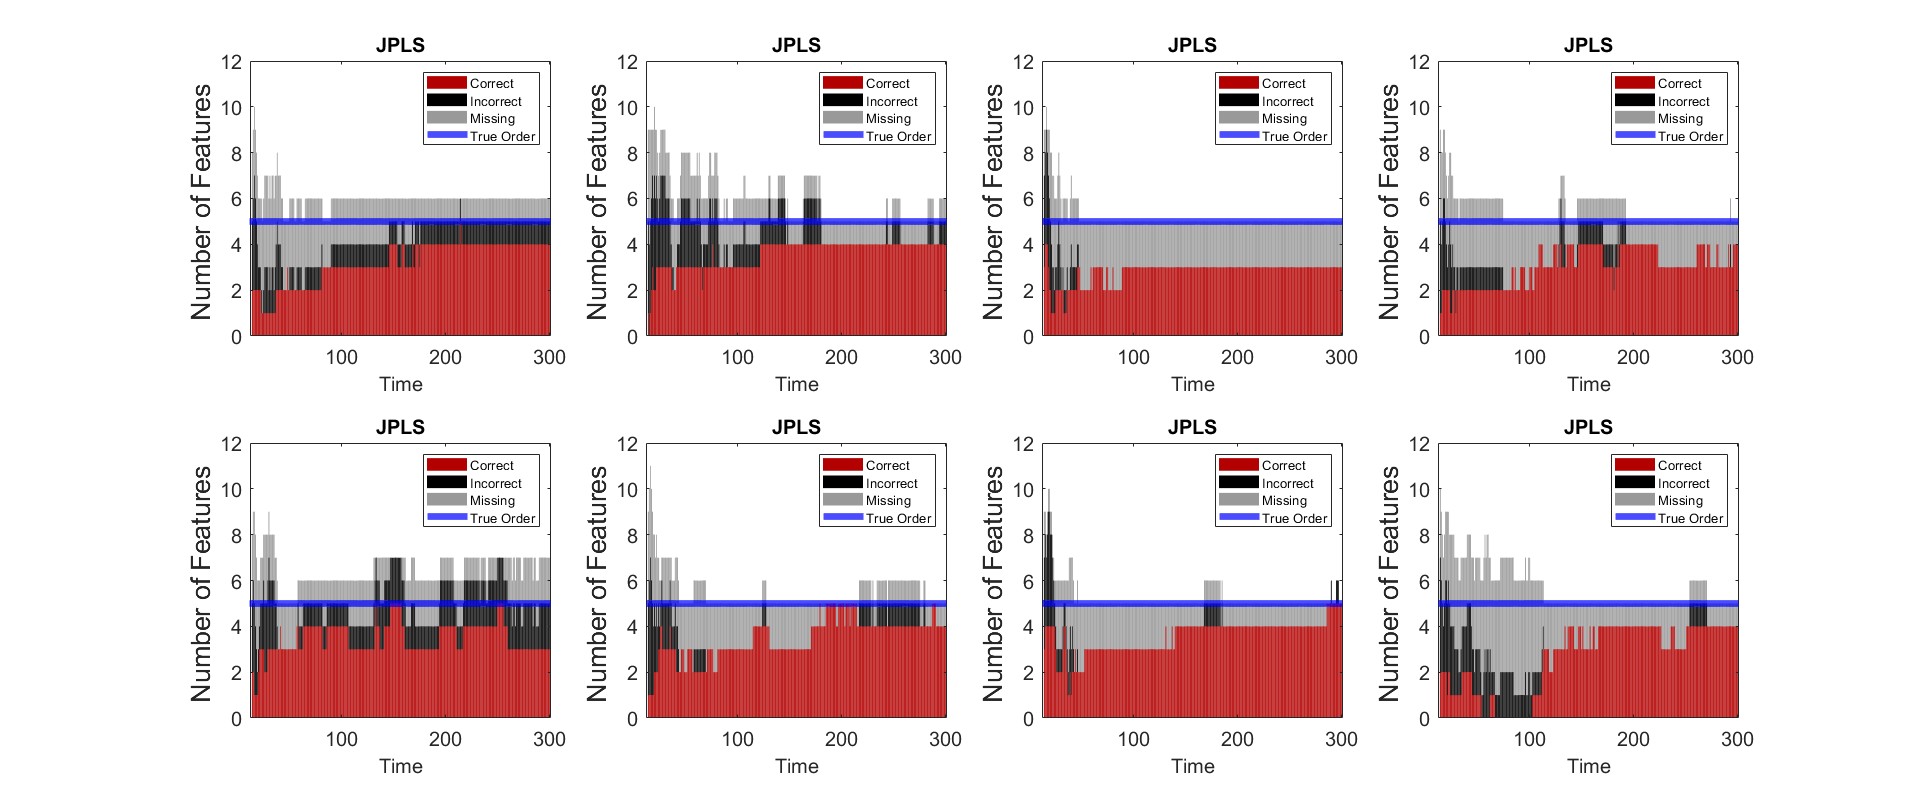 JPLS
12
10
8
6
4
2
0
Number of Features
Correct
Incorrect
Missing
True Order
100
200
300
Time
JPLS
12
10
8
6
4
2
0
Number of Features
Correct
Incorrect
Missing
True Order
100
200
300
Time
JPLS
12
10
8
6
4
2
0
Number of Features
Correct
Incorrect
Missing
True Order
100
200
300
Time
JPLS
12
10
8
6
4
2
0
Number of Features
Correct
Incorrect
Missing
True Order
100
200
300
Time
JPLS
12
10
8
6
4
2
0
Number of Features
Correct
Incorrect
Missing
True Order
100
200
300
Time
JPLS
12
10
8
6
4
2
0
Number of Features
Correct
Incorrect
Missing
True Order
100
200
300
Time
JPLS
12
10
8
6
4
2
0
Number of Features
Correct
Incorrect
Missing
True Order
100
200
300
Time
JPLS
12
10
8
6
4
2
0
Number of Features
Correct
Incorrect
Missing
True Order
100
200
300
Time